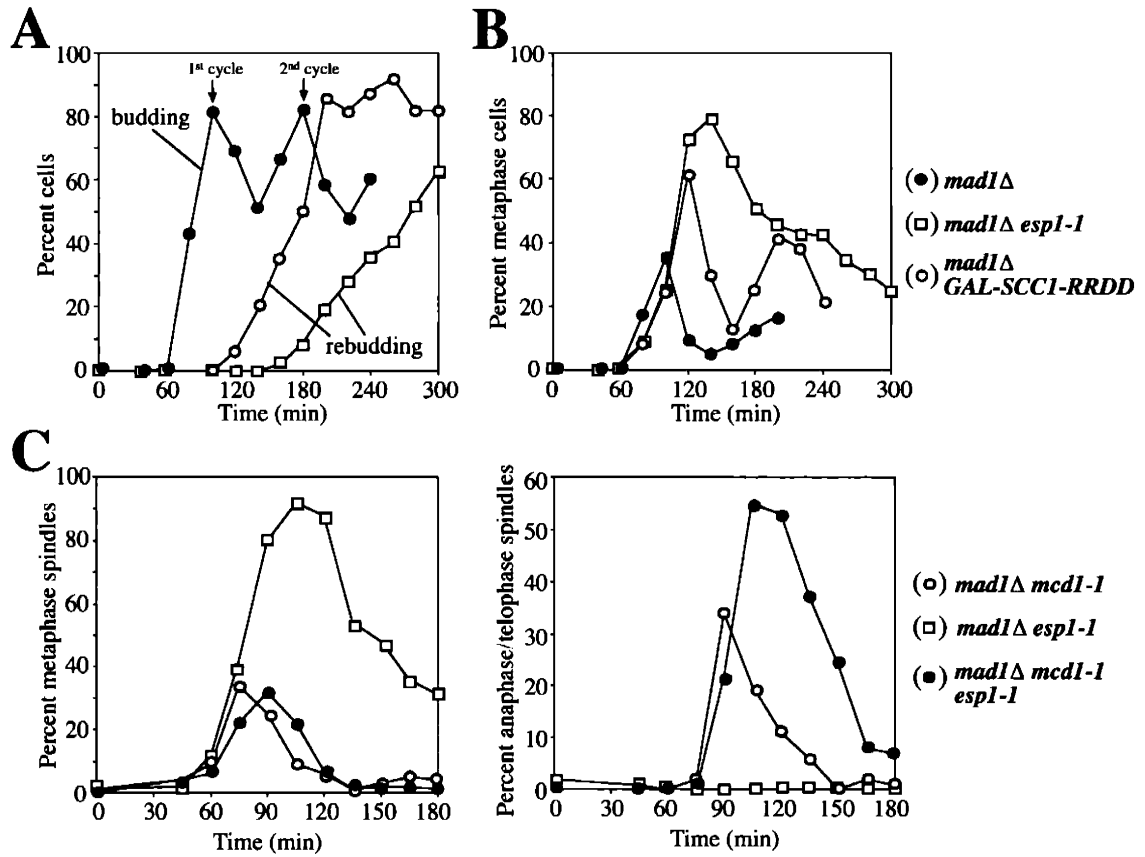 A
100
80
60
40
20
0
Percent cells
1st cycle
2nd cycle
budding
rebudding
0 60 120 180 240 300
Time (min)
B
100
80
60
40
20
0
Percent metaphase cells
0 60 120 180 240 300
Time (min)
( ) mad1Δ
( ) mad1Δ esp1-1
( ) mad1Δ
GAL-SCC1-RRDD
C
100
80
60
40
20
0
Percent metaphase spindles
0 30 60 90 120 150 180
Time (min)
60
50
40
30
20
10
0
Percent anaphase/telophase spindles
0 30 60 90 120 150 180
Time (min)
( ) mad1Δ mcd1-1
( ) mad1Δ esp1-1
( ) mad1Δ mcd1-1
esp1-1